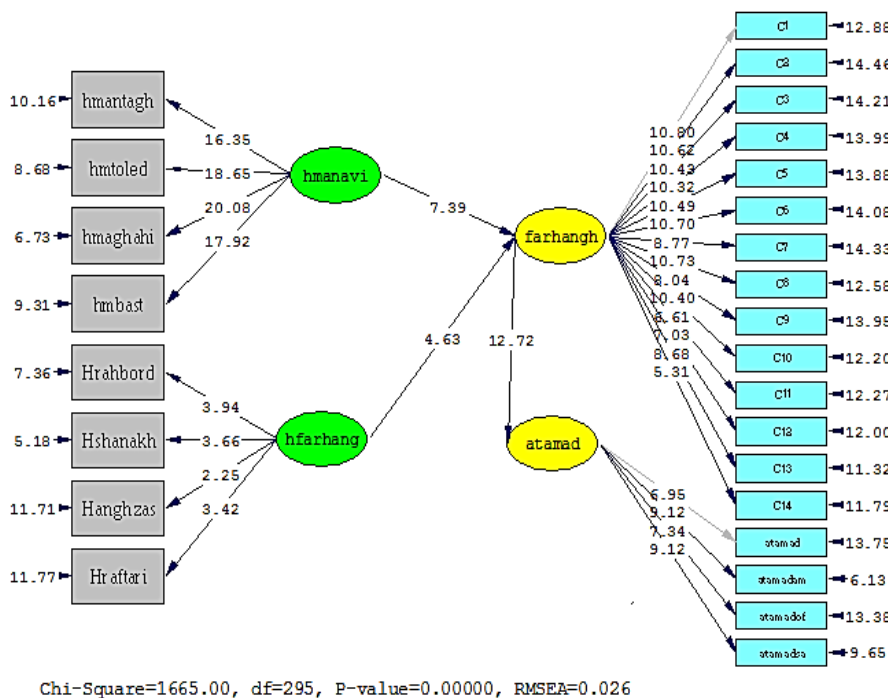 10.16 hmantagh
8.68 hmtoled
6.73 hmaghahi
9.31 hmbast
7.36 Hrahbord
5.18 Hshanakh
11.71 Hanghzas
11.77 Hraftari
16.35
18.65
20.08
17.92
3.94
3.66
2.25
3.42
hmanavi
hfarhang
7.39
4.63
farhangh
12.72
atamad
10.80
10.62
10.43
10.32
10.49
10.70
8.77
10.73
8.04
10.40
6.61
7.03
8.68
5.31
6.95
9.12
7.34
9.12
C1 12.88
C2 14.46
C3 14.21
C4 13.99
C5 13.88
C6 14.08
C7 14.33
C8 12.58
C9 13.95
C10 12.20
C11 12.27
C12 12.00
C13 11.32
C14 11.79
atamad 13.75
atamadam 6.13
atamadof 13.38
atamadsa 9.65
Chi-Square=1665.00, df=295, P-value=0.00000, RMSEA=0.026